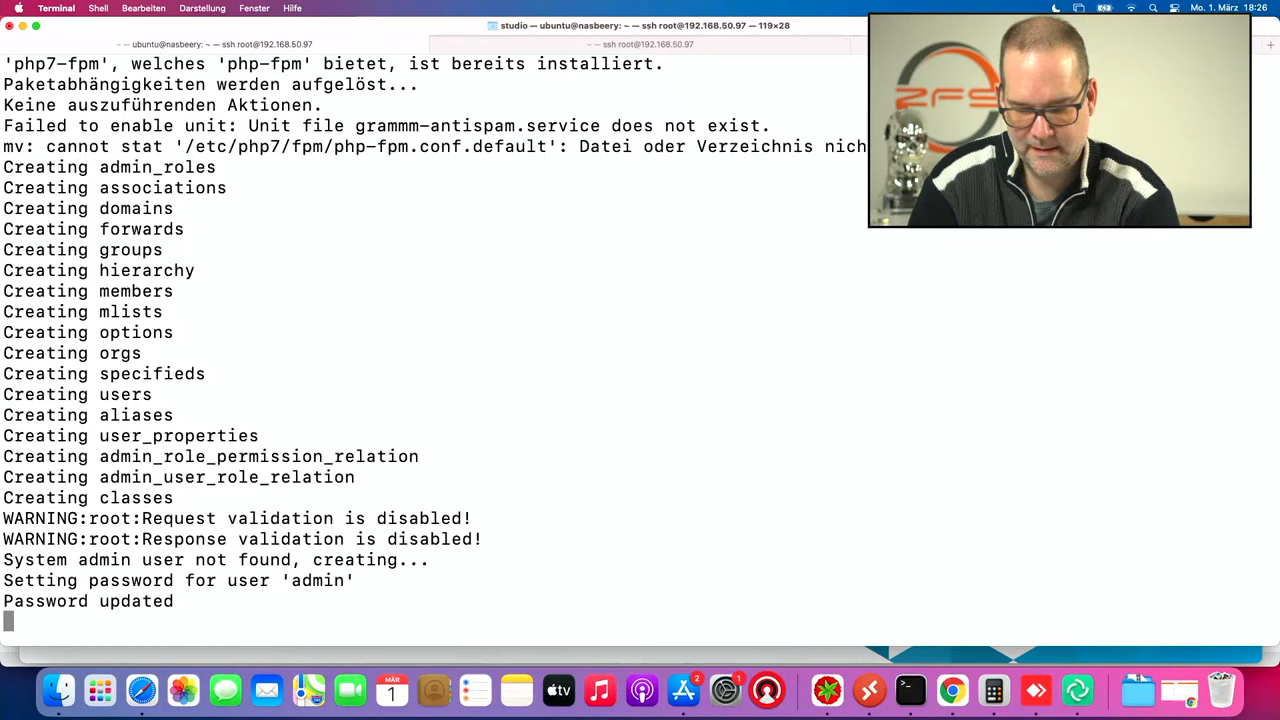 Terminal Shell Bearbeiten Darstellung Fenster Hilfe
Mo. 1. März 18:26
studio — ubuntu@nasbeery: ~ — ssh root@192.168.50.97 — 119×28
~ — ubuntu@nasbeery: ~ — ssh root@192.168.50.97
~ — ssh root@192.168.50.97
'php7-fpm', welches 'php-fpm' bietet, ist bereits installiert.
Paketabhängigkeiten werden aufgelöst...
Keine auszuführenden Aktionen.
Failed to enable unit: Unit file grammm-antispam.service does not exist.
mv: cannot stat '/etc/php7/fpm/php-fpm.conf.default': Datei oder Verzeichnis nich
Creating admin_roles
Creating associations
Creating domains
Creating forwards
Creating groups
Creating hierarchy
Creating members
Creating mlists
Creating options
Creating orgs
Creating specifieds
Creating users
Creating aliases
Creating user_properties
Creating admin_role_permission_relation
Creating admin_user_role_relation
Creating classes
WARNING:root:Request validation is disabled!
WARNING:root:Response validation is disabled!
System admin user not found, creating...
Setting password for user 'admin'
Password updated
ZFS
MÄR
1
tv
2
1